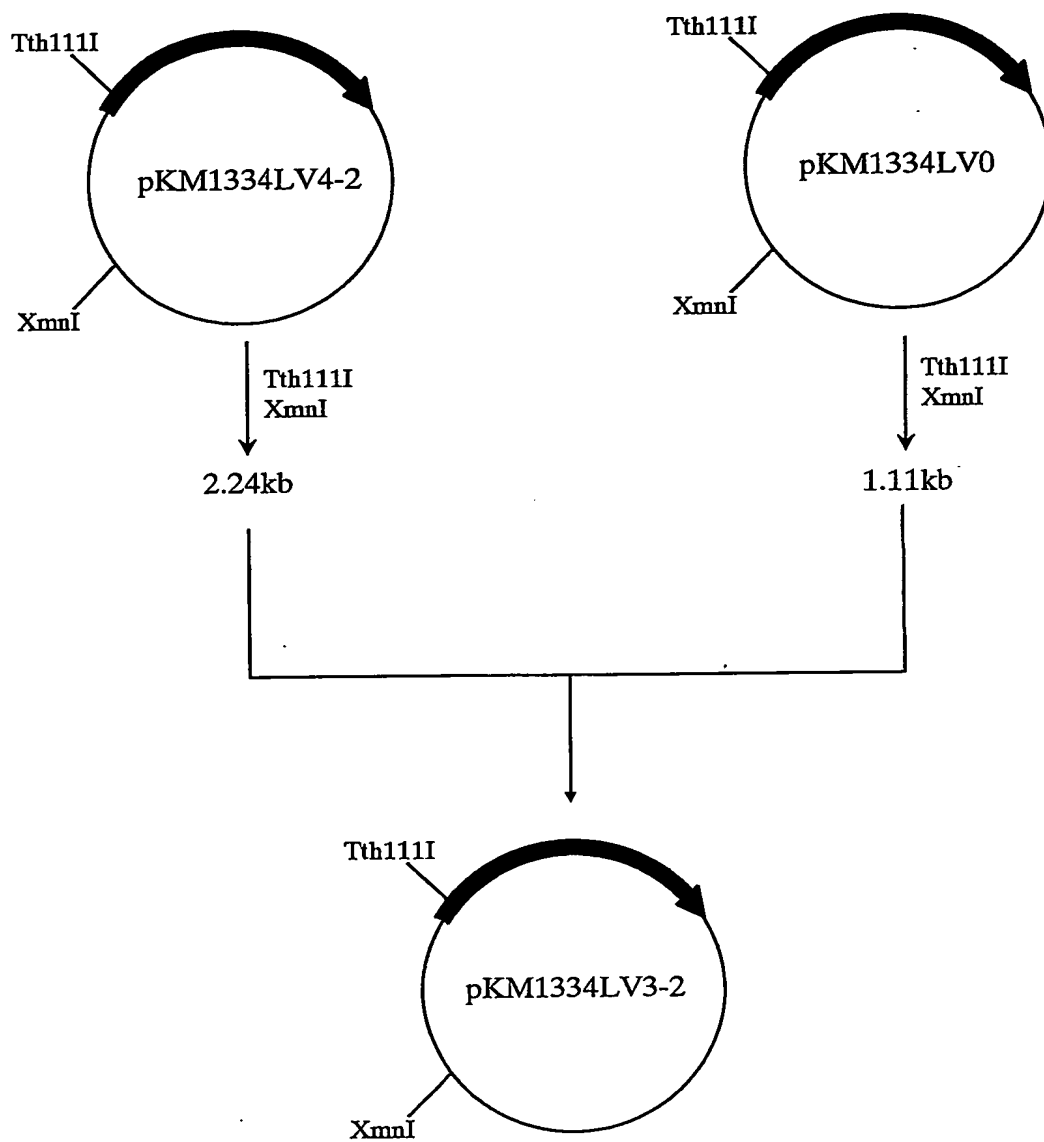 Tth111I
pKM1334LV4-2
XmnI
Tth111I
XmnI
2.24kb
Tth111I
pKM1334LV0
XmnI
Tth111I
XmnI
1.11kb
Tth111I
pKM1334LV3-2
XmnI